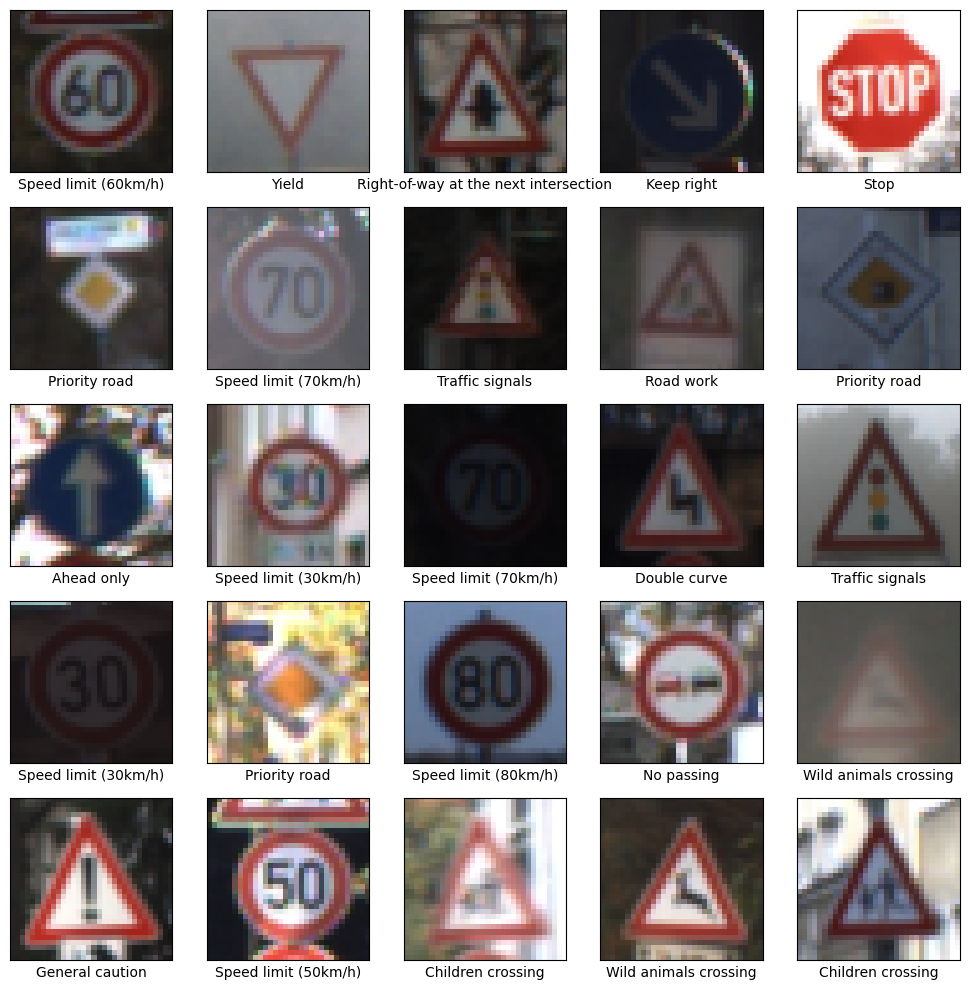 60
Speed limit (60km/h)
Yield
Right-of-way at the next intersection
Keep right
STOP
Stop
Priority road
70
Speed limit (70km/h)
Traffic signals
Road work
Priority road
Ahead only
30
Speed limit (30km/h)
70
Speed limit (70km/h)
Double curve
Traffic signals
30
Speed limit (30km/h)
Priority road
80
Speed limit (80km/h)
No passing
Wild animals crossing
!
General caution
50
Speed limit (50km/h)
Children crossing
Wild animals crossing
Children crossing